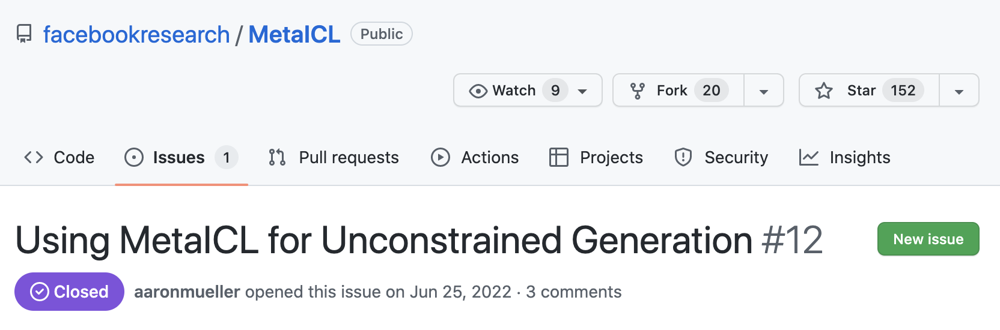 facebookresearch / MetaICL Public
Watch 9 Fork 20 Star 152
Code Issues 1 Pull requests Actions Projects Security Insights
Using MetaICL for Unconstrained Generation #12 New issue
Closed aaronmueller opened this issue on Jun 25, 2022 · 3 comments